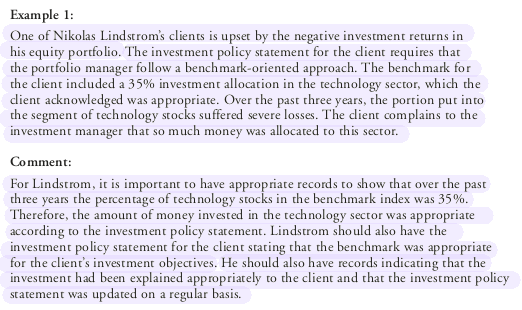 Example 1:
One of Nikolas Lindstrom's clients is upset by the negative investment returns in
his equity portfolio. The investment policy statement for the client requires that
the portfolio manager follow a benchmark-oriented approach. The benchmark for
the client included a 35% investment allocation in the technology sector, which the
client acknowledged was appropriate. Over the past three years, the portion put into
the segment of technology stocks suffered severe losses. The client complains to the
investment manager that so much money was allocated to this sector.
Comment:
For Lindstrom, it is important to have appropriate records to show that over the past
three years the percentage of technology stocks in the benchmark index was 35%.
Therefore, the amount of money invested in the technology sector was appropriate
according to the investment policy statement. Lindstrom should also have the
investment policy statement for the client stating that the benchmark was appropriate
for the client's investment objectives. He should also have records indicating that the
investment had been explained appropriately to the client and that the investment policy
statement was updated on a regular basis.